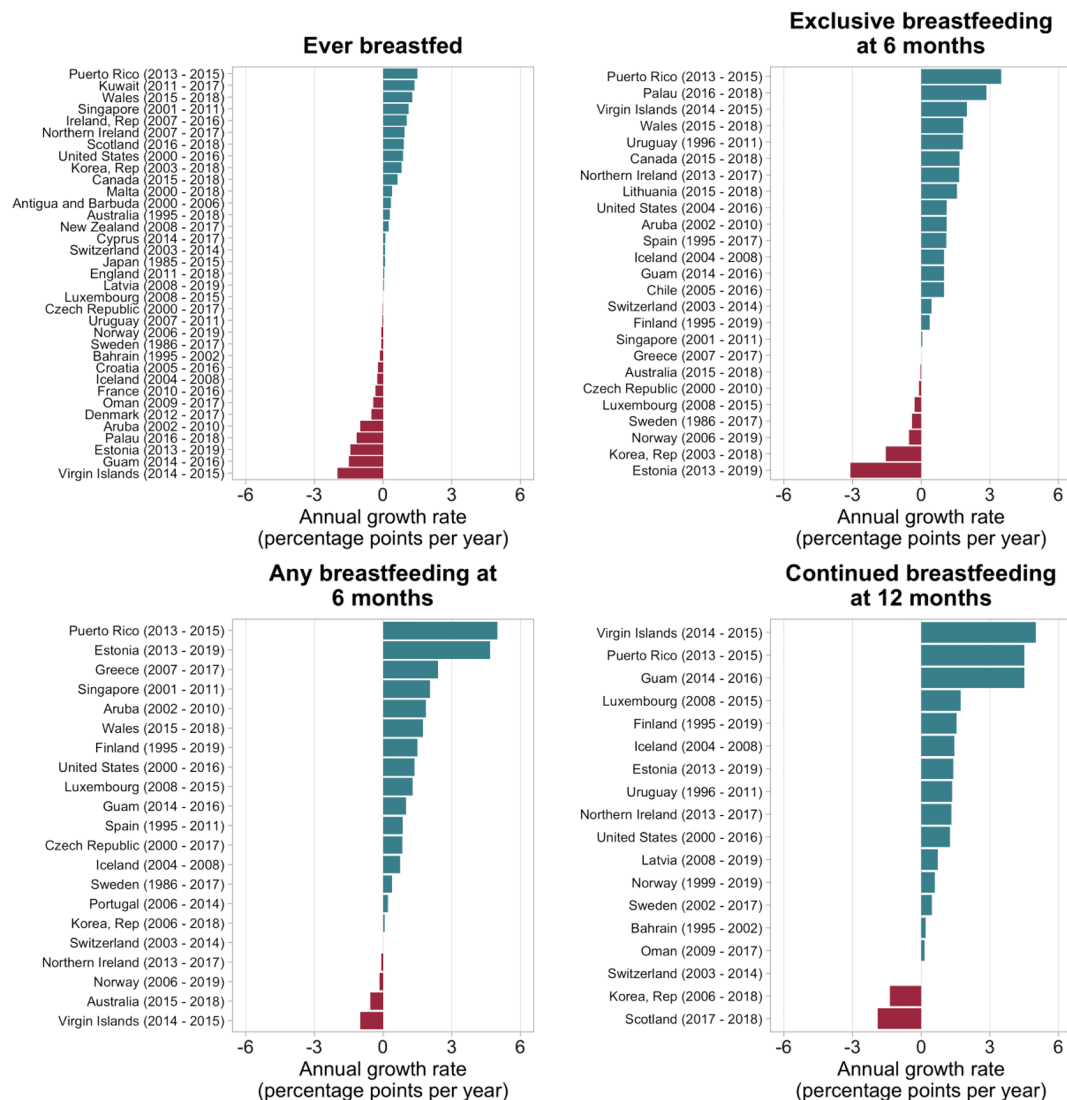 Ever breastfed
Puerto Rico (2013 - 2015)
Kuwait (2011 - 2017)
Wales (2015 - 2018)
Singapore (2001 - 2011)
Ireland, Rep (2007 - 2016)
Northern Ireland (2007 - 2017)
Scotland (2016 - 2018)
United States (2000 - 2016)
Korea, Rep (2003 - 2018)
Canada (2015 - 2018)
Malta (2000 - 2018)
Antigua and Barbuda (2000 - 2006)
Australia (1995 - 2018)
New Zealand (2008 - 2017)
Cyprus (2014 - 2017)
Switzerland (2003 - 2014)
Japan (1985 - 2015)
England (2011 - 2018)
Latvia (2008 - 2019)
Luxembourg (2008 - 2015)
Czech Republic (2000 - 2017)
Uruguay (2007 - 2011)
Norway (2006 - 2019)
Sweden (1986 - 2017)
Bahrain (1995 - 2002)
Croatia (2005 - 2016)
Iceland (2004 - 2008)
France (2010 - 2016)
Oman (2009 - 2017)
Denmark (2012 - 2017)
Aruba (2002 - 2010)
Palau (2016 - 2018)
Estonia (2013 - 2019)
Guam (2014 - 2016)
Virgin Islands (2014 - 2015)
-6 -3 0 3 6
Annual growth rate
(percentage points per year)
Exclusive breastfeeding
at 6 months
Puerto Rico (2013 - 2015)
Palau (2016 - 2018)
Virgin Islands (2014 - 2015)
Wales (2015 - 2018)
Uruguay (1996 - 2011)
Canada (2015 - 2018)
Northern Ireland (2013 - 2017)
Lithuania (2015 - 2018)
United States (2004 - 2016)
Aruba (2002 - 2010)
Spain (1995 - 2017)
Iceland (2004 - 2008)
Guam (2014 - 2016)
Chile (2005 - 2016)
Switzerland (2003 - 2014)
Finland (1995 - 2019)
Singapore (2001 - 2011)
Greece (2007 - 2017)
Australia (2015 - 2018)
Czech Republic (2000 - 2010)
Luxembourg (2008 - 2015)
Sweden (1986 - 2017)
Norway (2006 - 2019)
Korea, Rep (2003 - 2018)
Estonia (2013 - 2019)
-6 -3 0 3 6
Annual growth rate
(percentage points per year)
Any breastfeeding at
6 months
Puerto Rico (2013 - 2015)
Estonia (2013 - 2019)
Greece (2007 - 2017)
Singapore (2001 - 2011)
Aruba (2002 - 2010)
Wales (2015 - 2018)
Finland (1995 - 2019)
United States (2000 - 2016)
Luxembourg (2008 - 2015)
Guam (2014 - 2016)
Spain (1995 - 2011)
Czech Republic (2000 - 2017)
Iceland (2004 - 2008)
Sweden (1986 - 2017)
Portugal (2006 - 2014)
Korea, Rep (2006 - 2018)
Switzerland (2003 - 2014)
Northern Ireland (2013 - 2017)
Norway (2006 - 2019)
Australia (2015 - 2018)
Virgin Islands (2014 - 2015)
-6 -3 0 3 6
Annual growth rate
(percentage points per year)
Continued breastfeeding
at 12 months
Virgin Islands (2014 - 2015)
Puerto Rico (2013 - 2015)
Guam (2014 - 2016)
Luxembourg (2008 - 2015)
Finland (1995 - 2019)
Iceland (2004 - 2008)
Estonia (2013 - 2019)
Uruguay (1996 - 2011)
Northern Ireland (2013 - 2017)
United States (2000 - 2016)
Latvia (2008 - 2019)
Norway (1999 - 2019)
Sweden (2002 - 2017)
Bahrain (1995 - 2002)
Oman (2009 - 2017)
Switzerland (2003 - 2014)
Korea, Rep (2006 - 2018)
Scotland (2017 - 2018)
-6 -3 0 3 6
Annual growth rate
(percentage points per year)